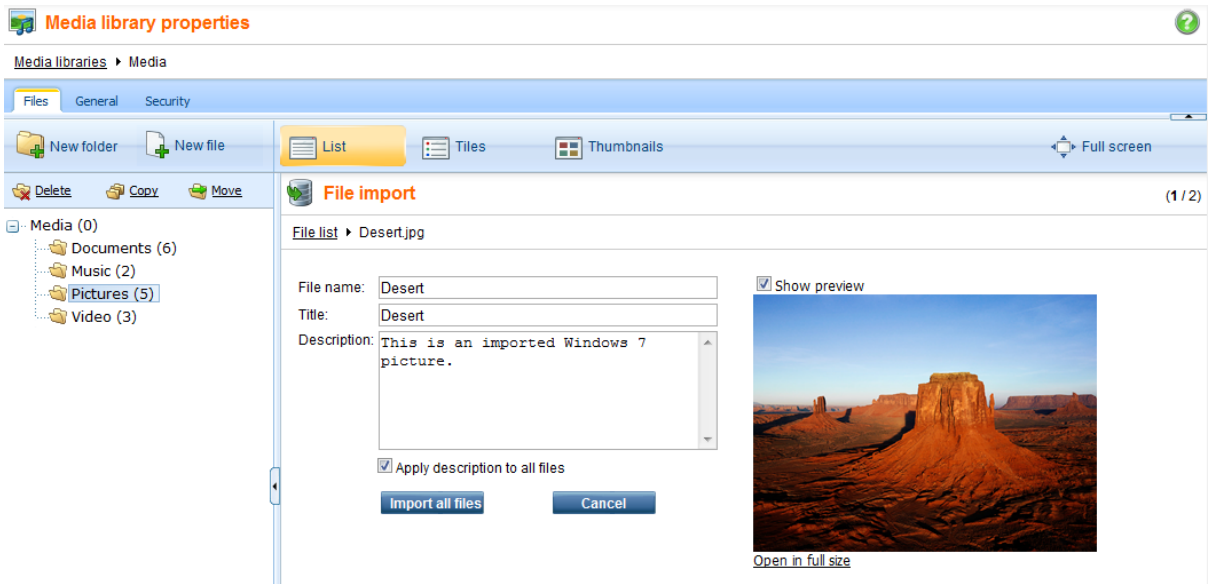 Media library properties
Media libraries Media
Files General Security
New folder New file List Tiles Thumbnails Full screen
Delete Copy Move File import (1 / 2)
Media (0)
Documents (6)
Music (2)
Pictures (5)
Video (3)
File list Desert.jpg
File name: Desert
Title: Desert
Description: This is an imported Windows 7
picture.
Apply description to all files
Import all files Cancel
Show preview
Open in full size